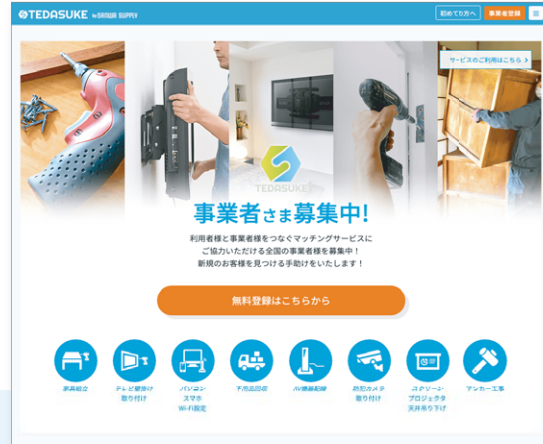 TEDASUKE by SANWA SUPPLY
初めての方へ
事業者登録
サービスのご利用はこちら >
TEDASUKE
事業者さま募集中!
利用者様と事業者様をつなぐマッチングサービスに
ご協力いただける全国の事業者様を募集中！
新規のお客様を見つける手助けをいたします！
無料登録はこちらから
家具組立
テレビ壁掛け
取り付け
パソコン
スマホ
Wi-Fi設定
不用品回収
AV機器配線
防犯カメラ
取り付け
スクリーン
プロジェクタ
天井吊り下げ
アンカー工事